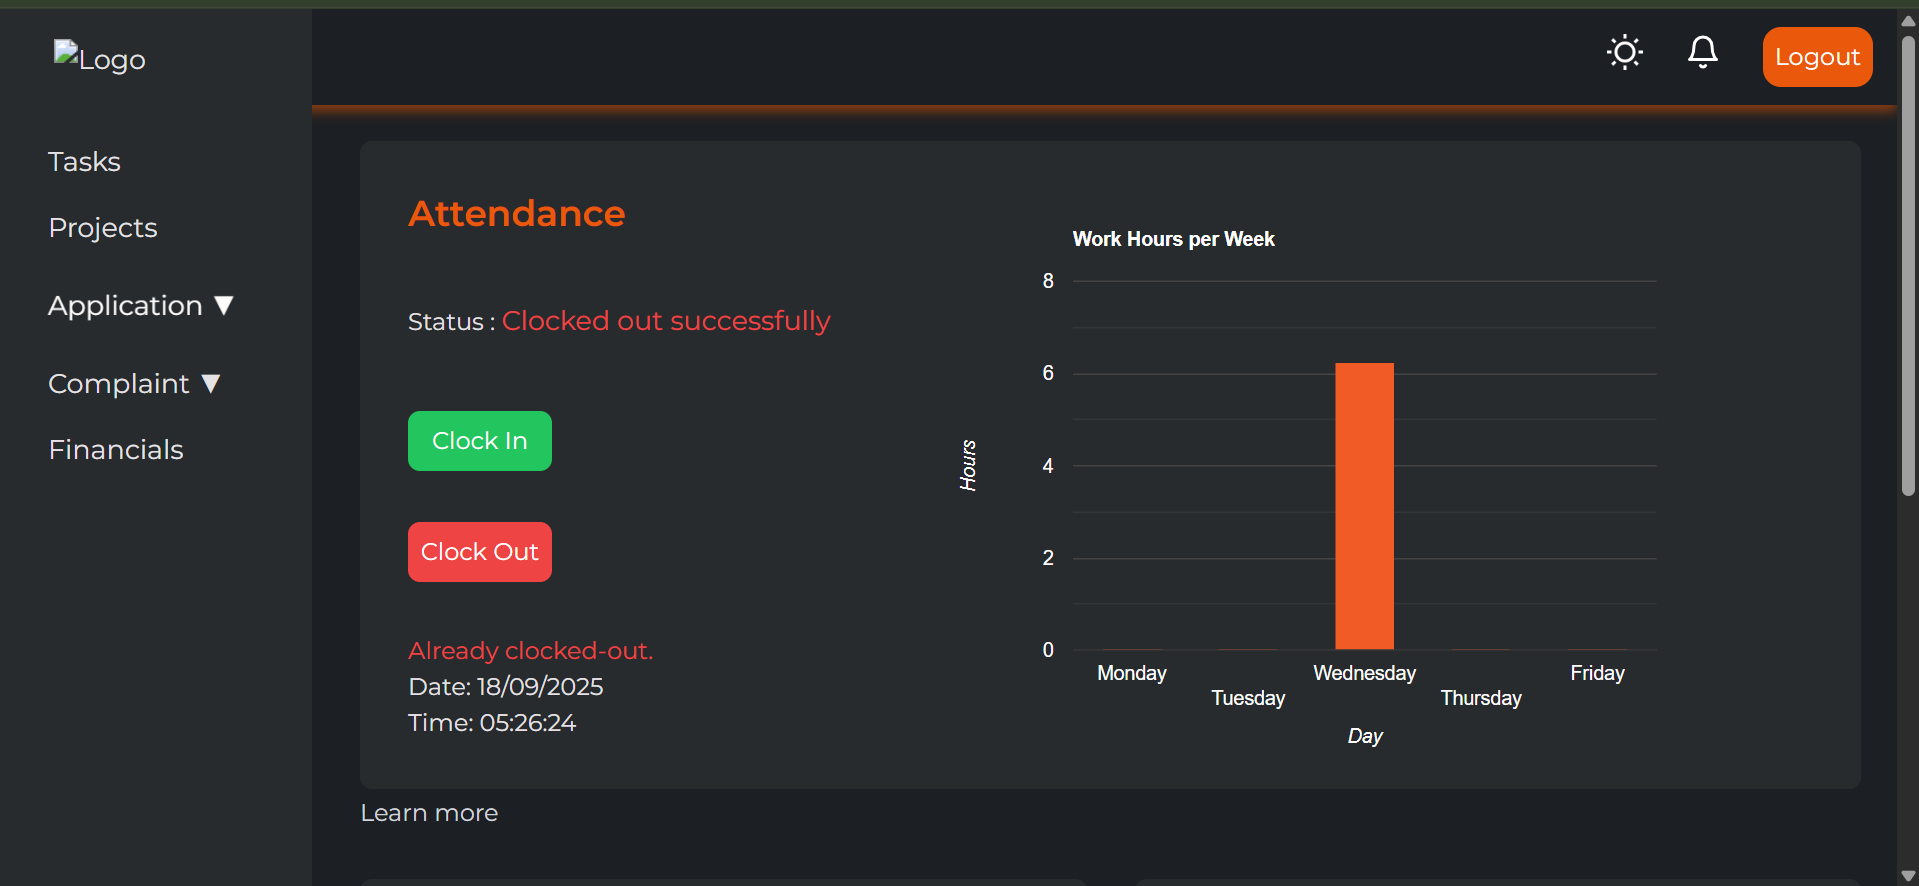 Logo
Logout
Tasks
Projects
Application ▼
Complaint ▼
Financials
Attendance
Status : Clocked out successfully
Clock In
Clock Out
Already clocked-out.
Date: 18/09/2025
Time: 05:26:24
Work Hours per Week
8
6
4
2
0
Hours
Monday
Tuesday
Wednesday
Thursday
Friday
Day
Learn more